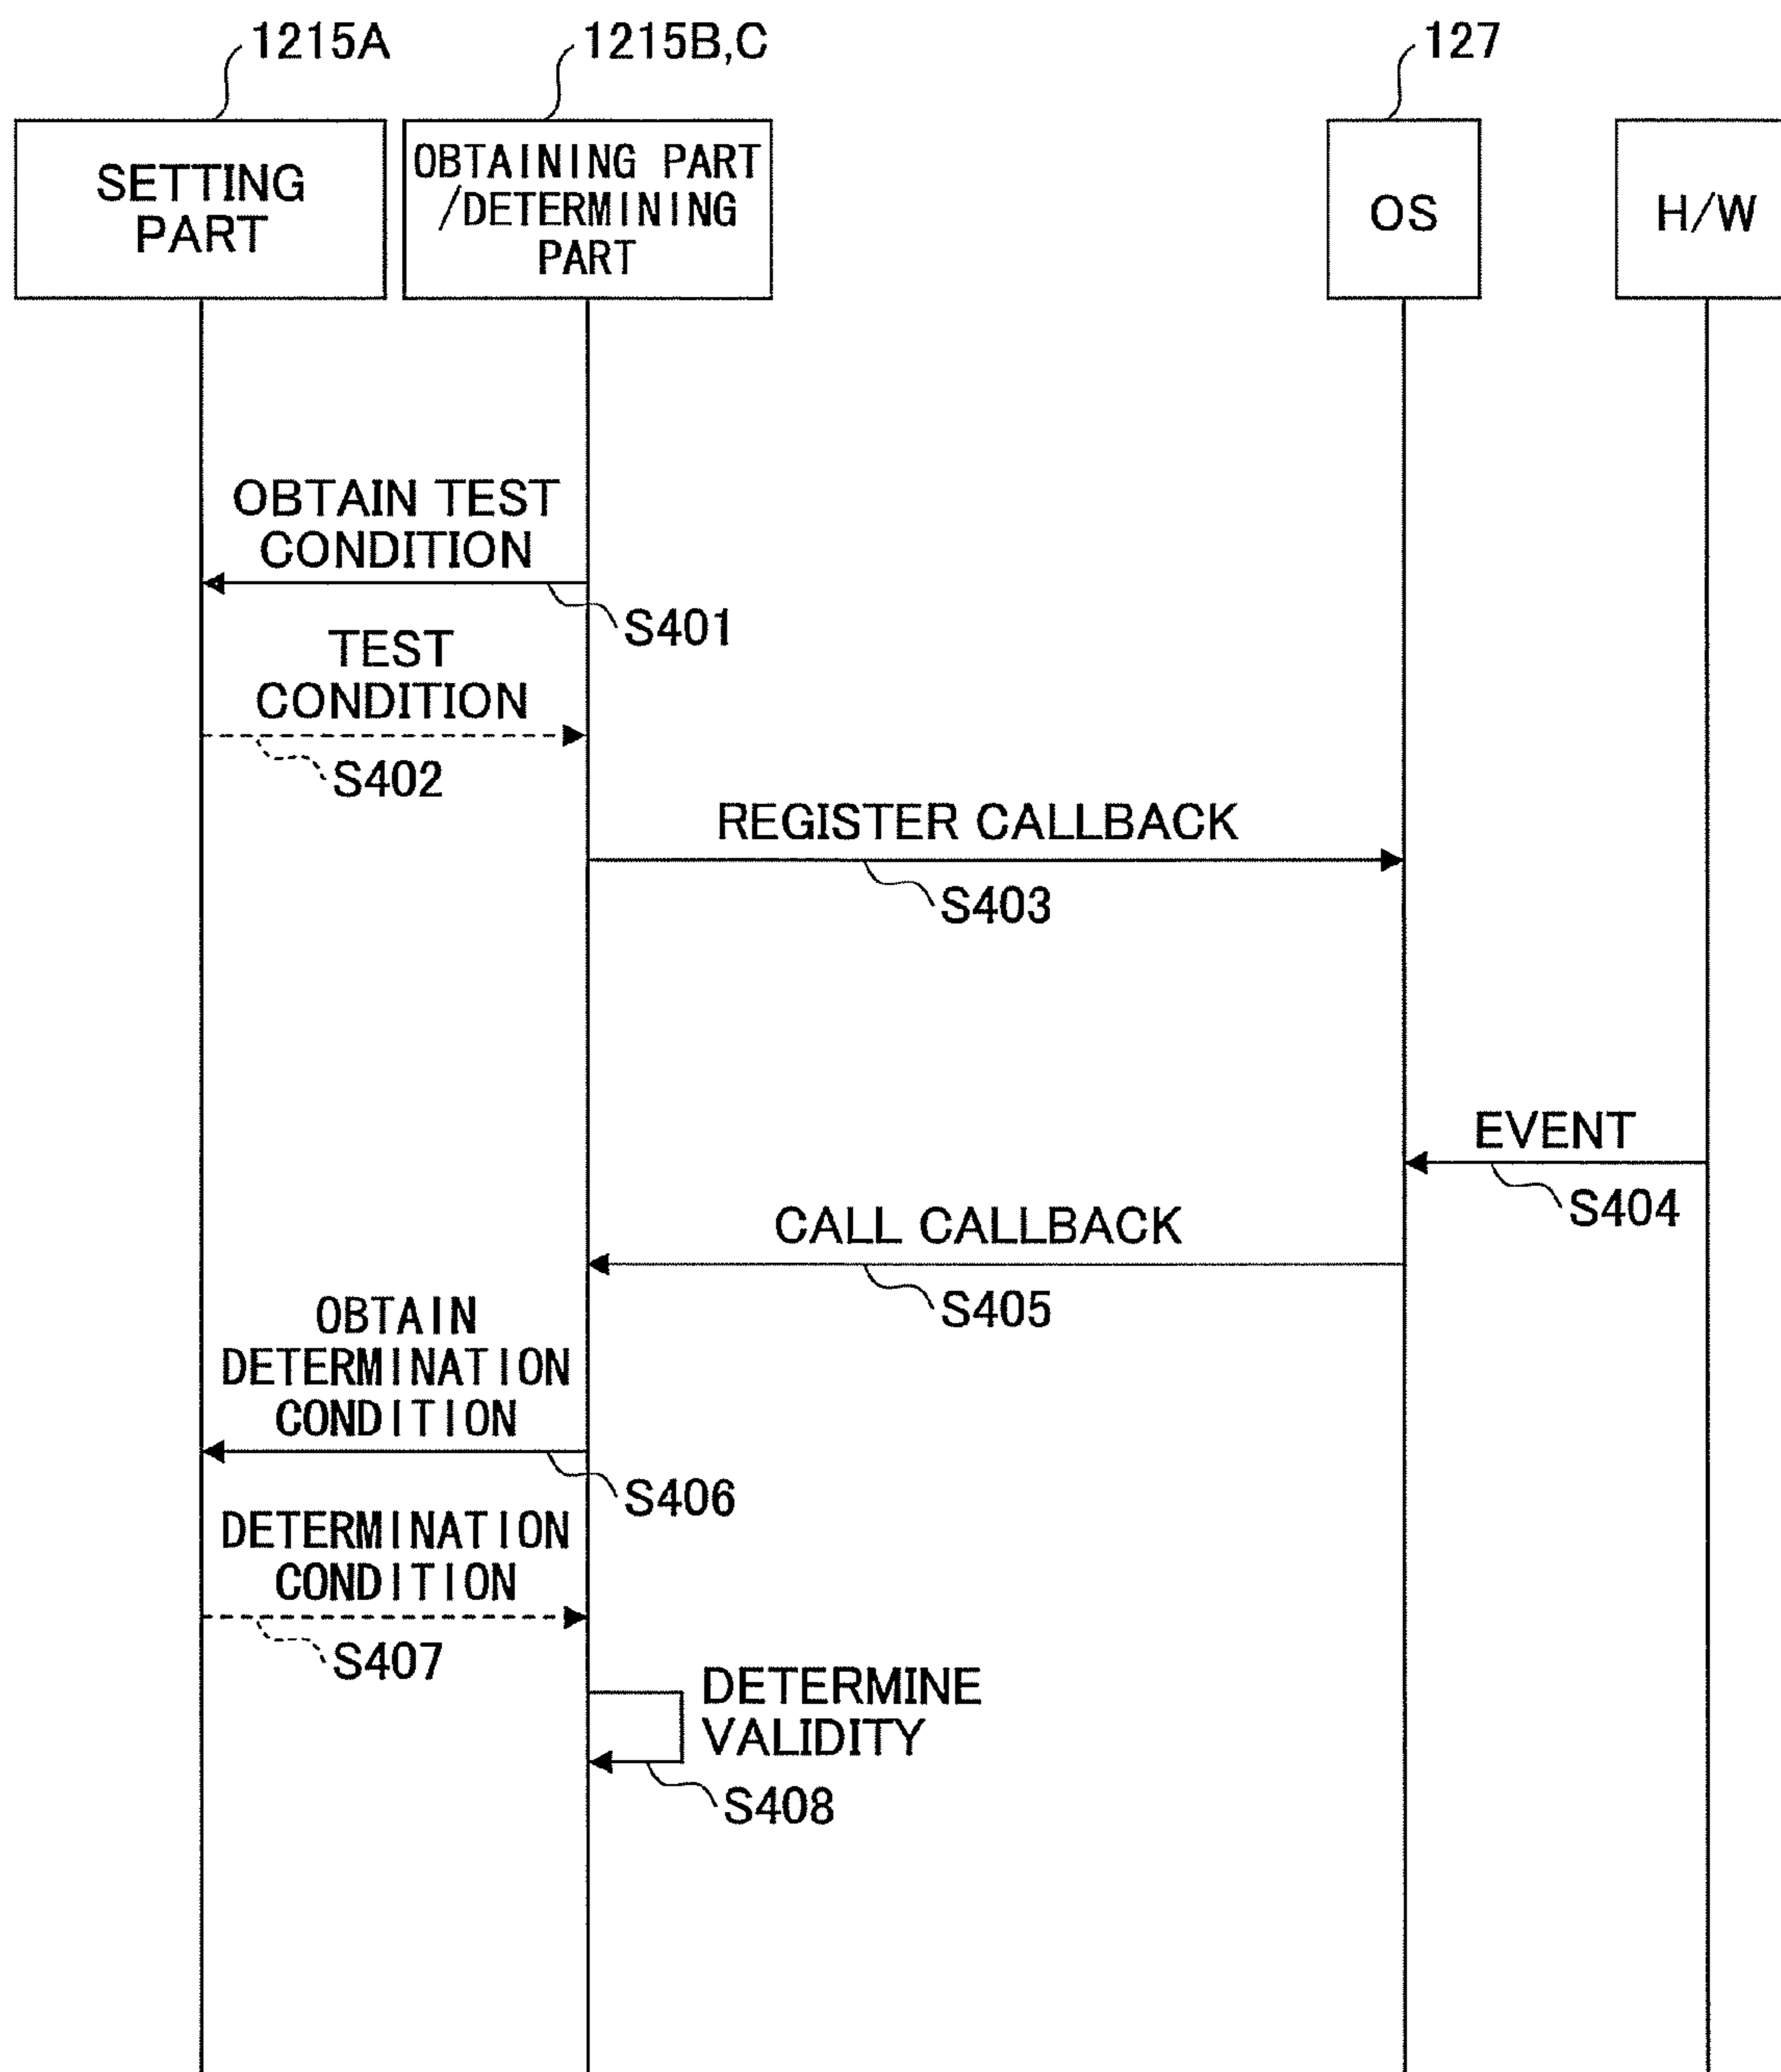 1215A
1215B,C
127
SETTING
PART
OBTAINING PART
/DETERMINING
PART
OS
H/W
OBTAIN TEST
CONDITION
S401
TEST
CONDITION
S402
REGISTER CALLBACK
S403
EVENT
S404
CALL CALLBACK
S405
OBTAIN
DETERMINATION
CONDITION
S406
DETERMINATION
CONDITION
S407
DETERMINE
VALIDITY
S408